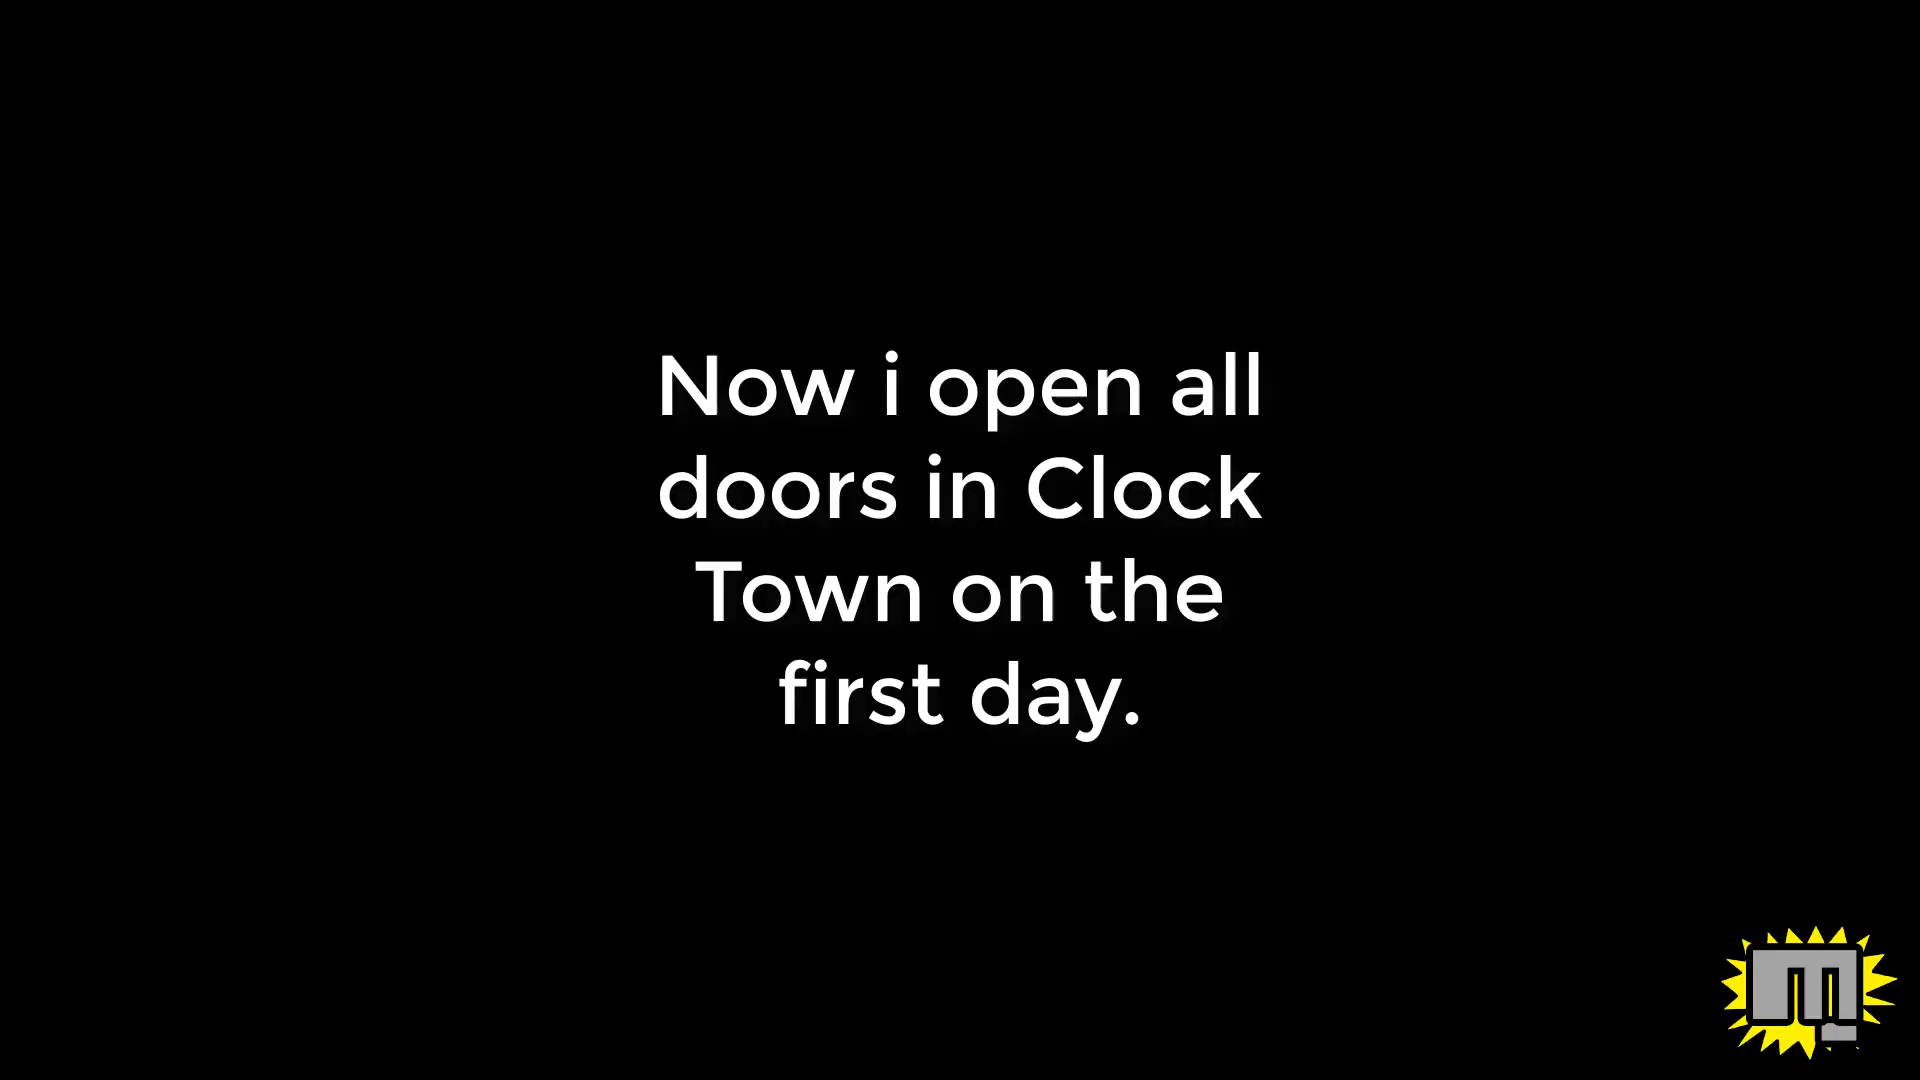 Now i open all
doors in Clock
Town on the
first day.